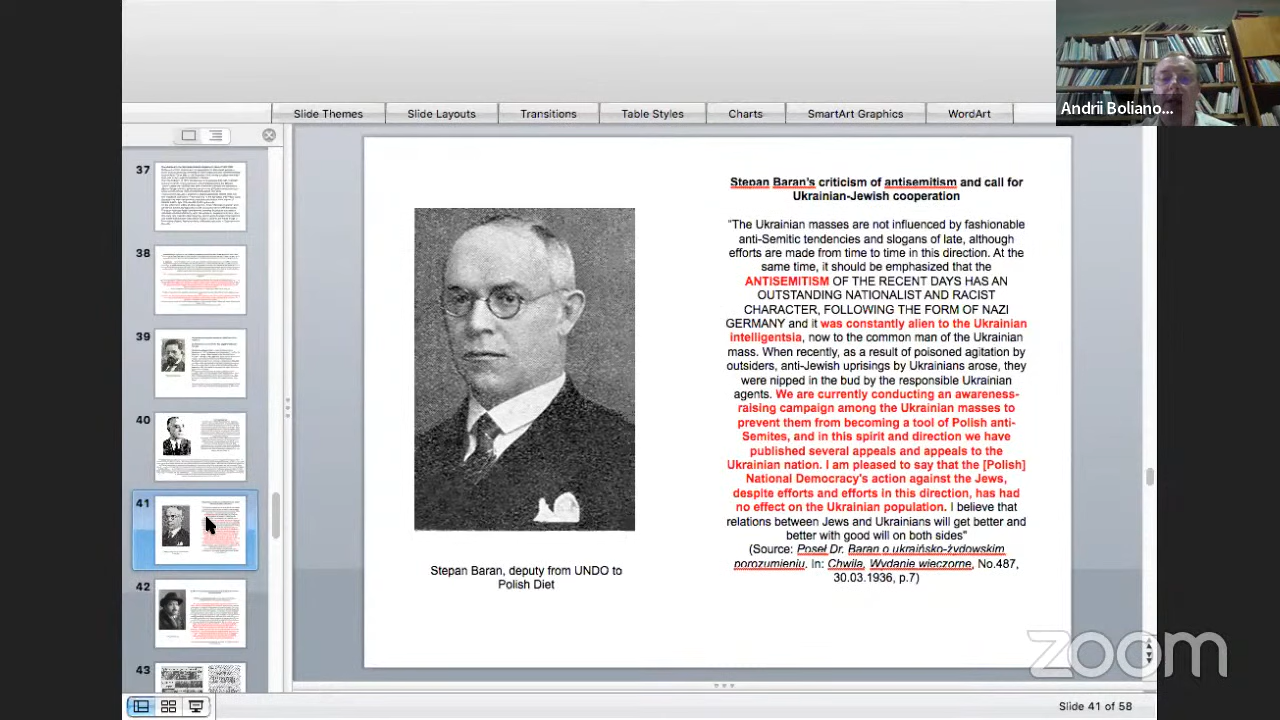 Andrii Boliano...
Slide Themes
Slide Layouts
Transitions
Table Styles
Charts
SmartArt Graphics
WordArt
37
38
39
40
41
42
43
Stepan Baran's criticism of antisemitism and call for
Ukrainian-Jewish cooperation
"The Ukrainian masses are not influenced by fashionable
anti-Semitic tendencies and slogans of late, although
efforts are made from time to time in this direction. At the
same time, it should be emphasized that the
ANTISEMITISM OF THE RECENT DAYS HAS AN
OUTSTANDING NATIONALIST AND RACIST
CHARACTER, FOLLOWING THE FORM OF NAZI
GERMANY and it was constantly alien to the Ukrainian
intelligentsia, now to the common man of the Ukrainian
mass. When recently, as a result of poisoned agitation by
outsiders, anti-Jewish uprisings by Ukrainians arose, they
were nipped in the bud by the responsible Ukrainian
agents. We are currently conducting an awareness-
raising campaign among the Ukrainian masses to
prevent them from becoming a tool of Polish anti-
Semites, and in this spirit and direction we have
published several appeals and appeals to the
Ukrainian nation. I am pleased to say that the [Polish]
National Democracy's action against the Jews,
despite efforts and efforts in this direction, has had
no effect on the Ukrainian population. I believe that
relations between Jews and Ukrainians will get better and
better with good will on both sides"
(Source: Poseł Dr. Baran o ukraińsko-żydowskim
porozumieniu. In: Chwila, Wydanie wieczorne, No.487,
30.03.1936, p.7)
Stepan Baran, deputy from UNDO to
Polish Diet
zoom
Slide 41 of 58